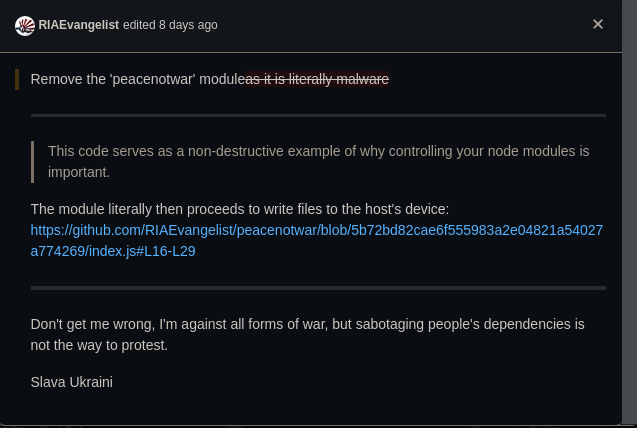 RIAEvangelist edited 8 days ago
Remove the 'peacenotwar' moduleas it is literally malware
This code serves as a non-destructive example of why controlling your node modules is
important.
The module literally then proceeds to write files to the host's device:
https://github.com/RIAEvangelist/peacenotwar/blob/5b72bd82cae6f555983a2e04821a54027
a774269/index.js#L16-L29
Don't get me wrong, I'm against all forms of war, but sabotaging people's dependencies is
not the way to protest.
Slava Ukraini